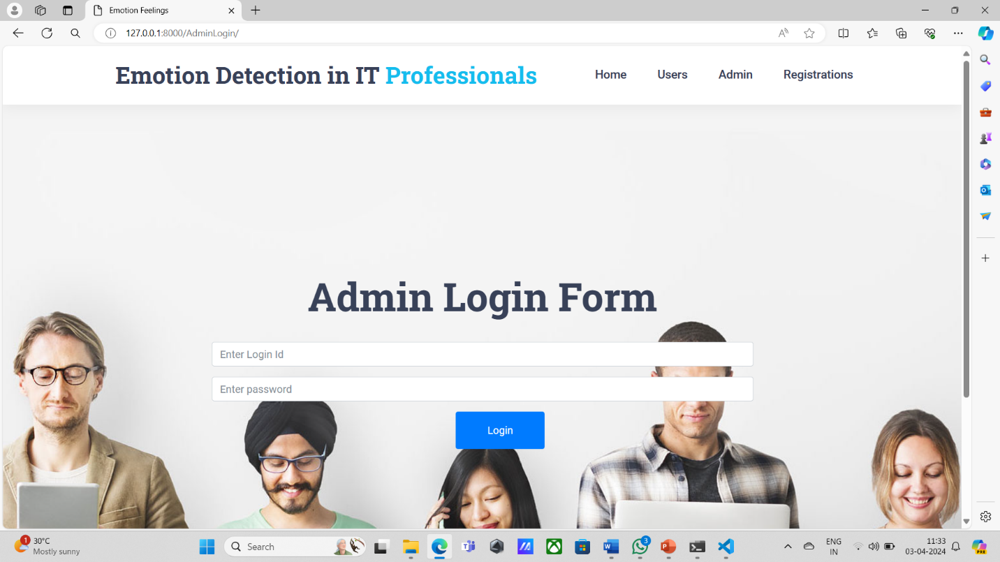 Emotion Feelings
127.0.0.1:8000/AdminLogin/
Emotion Detection in IT Professionals
Home Users Admin Registrations
Admin Login Form
Enter Login Id
Enter password
Login
1
30°C
Mostly sunny
Search
3
ENG
IN
11:33
03-04-2024
PRE